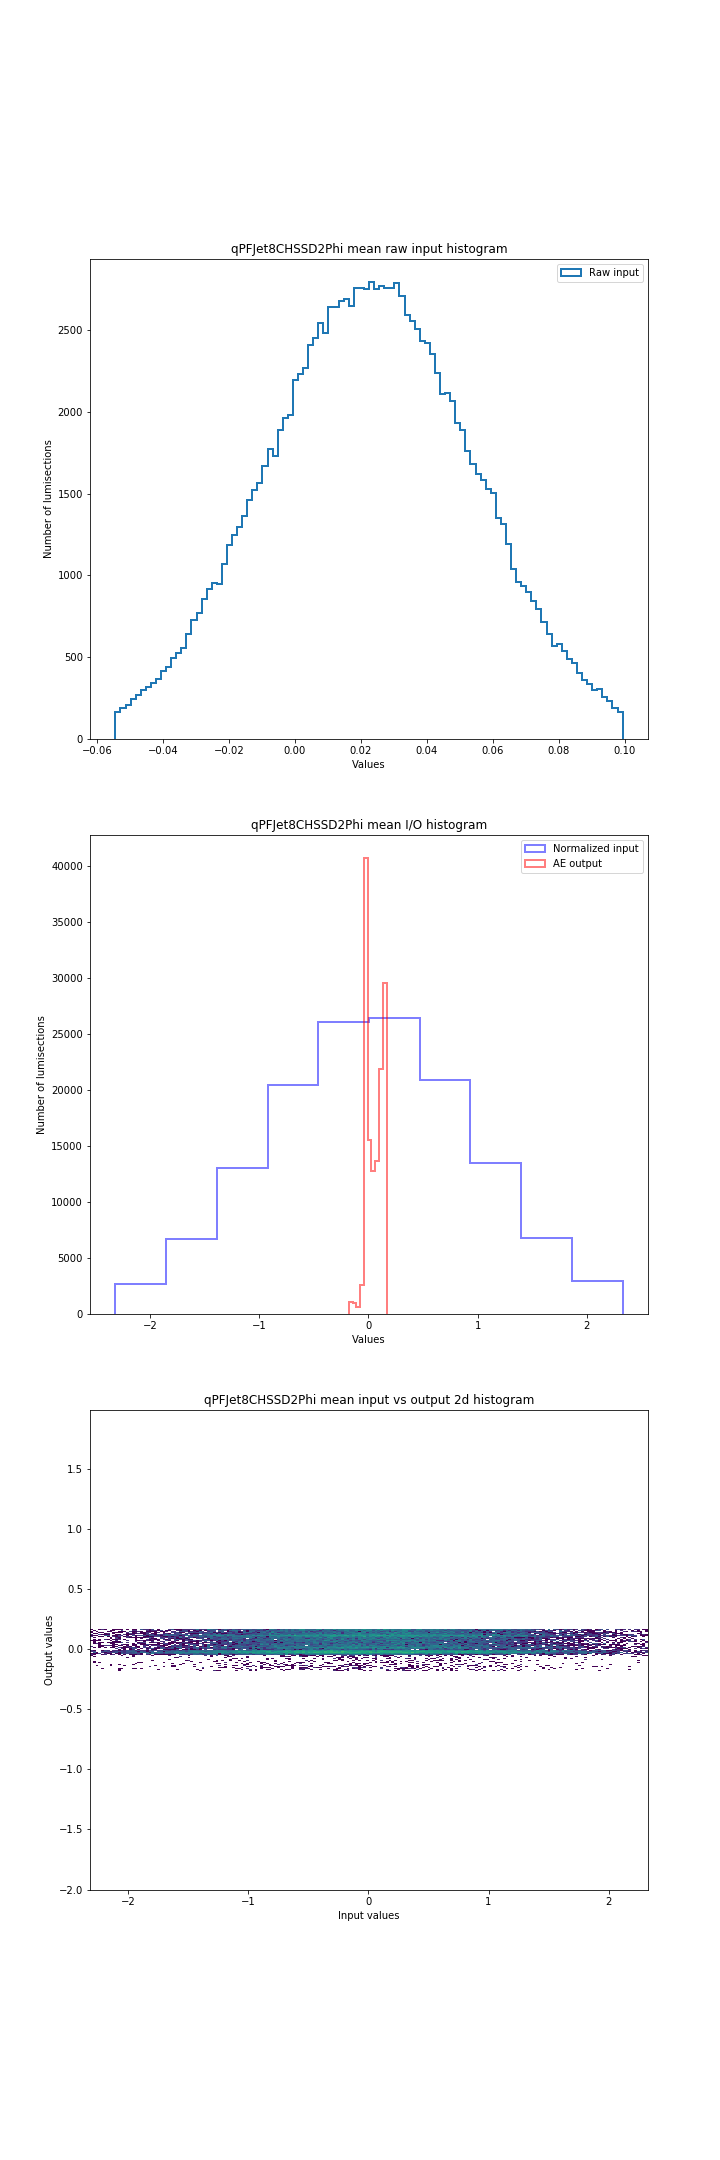 qPFJet8CHSSD2Phi mean raw input histogram
Raw input
2500
2000
1500
1000
500
0
Number of lumisections
−0.06 −0.04 −0.02 0.00 0.02 0.04 0.06 0.08 0.10
Values
qPFJet8CHSSD2Phi mean I/O histogram
Normalized input
AE output
40000
35000
30000
25000
20000
15000
10000
5000
0
Number of lumisections
−2 −1 0 1 2
Values
qPFJet8CHSSD2Phi mean input vs output 2d histogram
1.5
1.0
0.5
0.0
−0.5
−1.0
−1.5
−2.0
Output values
−2 −1 0 1 2
Input values